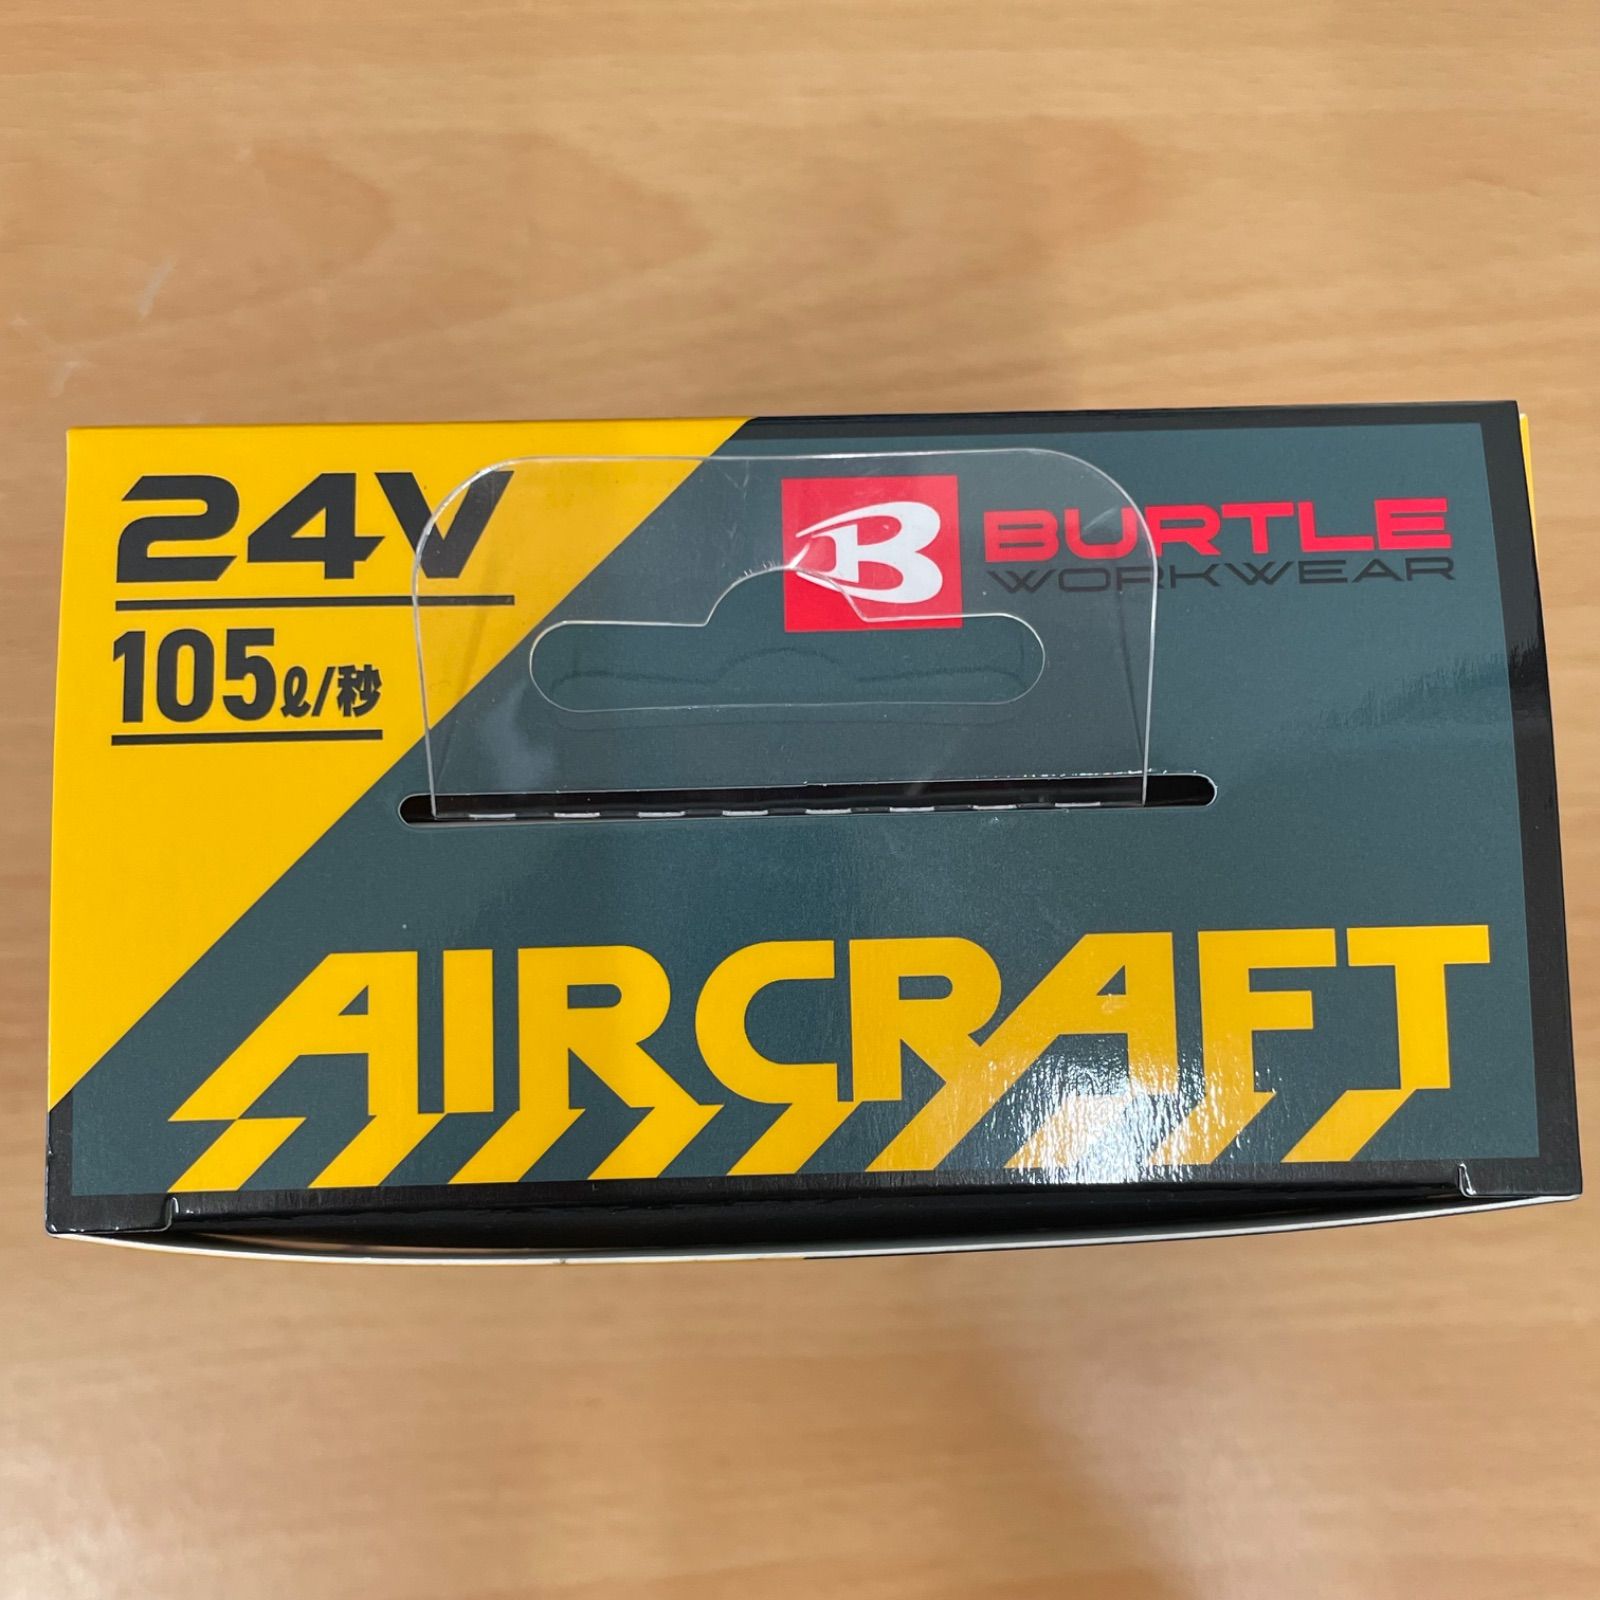 24V
105ℓ/秒
B BURTLE
WORKWEAR
AIRCRAFT